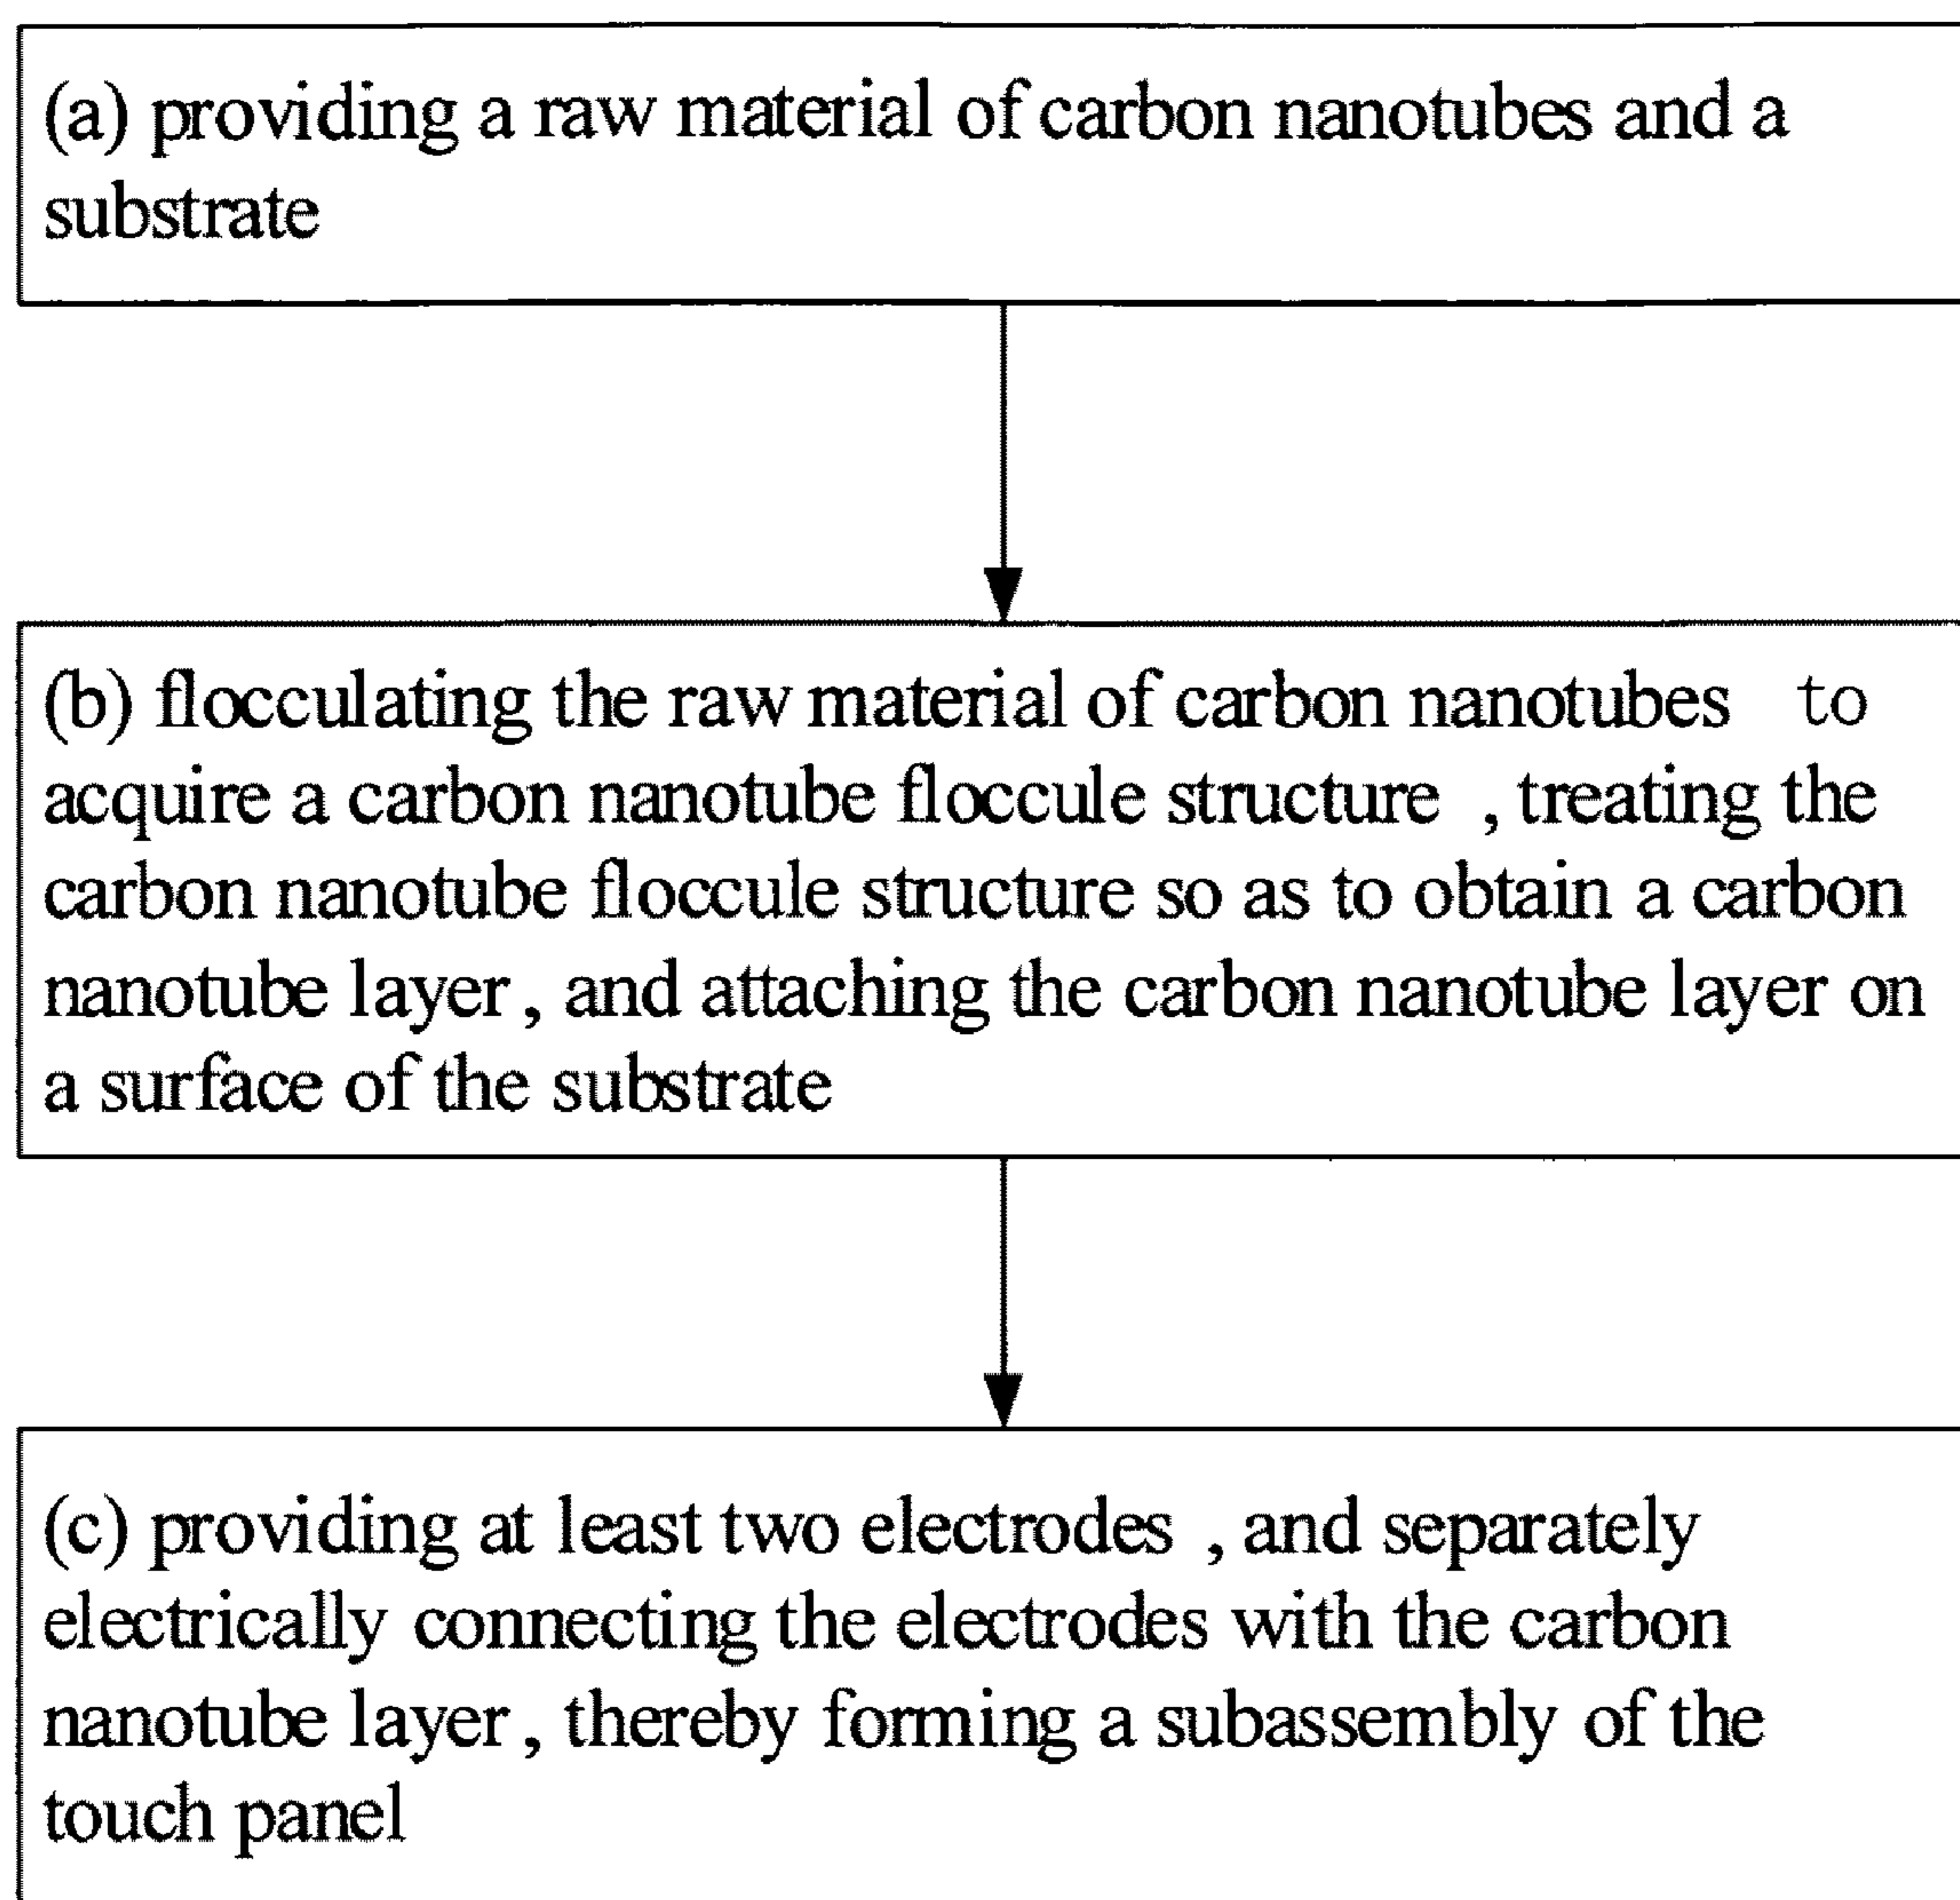 (a) providing a raw material of carbon nanotubes and a
substrate
(b) flocculating the raw material of carbon nanotubes to
acquire a carbon nanotube floccule structure , treating the
carbon nanotube floccule structure so as to obtain a carbon
nanotube layer, and attaching the carbon nanotube layer on
a surface of the substrate
(c) providing at least two electrodes , and separately
electrically connecting the electrodes with the carbon
nanotube layer, thereby forming a subassembly of the
touch panel